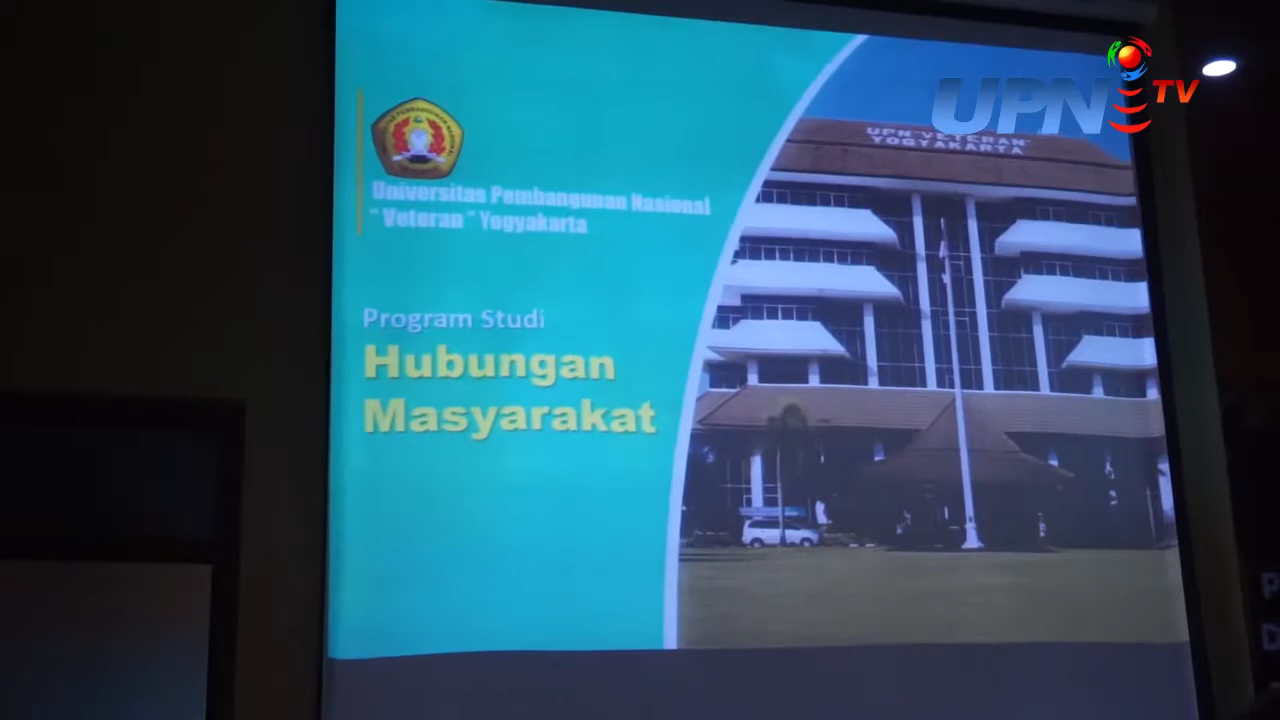 UPN TV
UPN "VETERAN"
YOGYAKARTA
Universitas Pembangunan Nasional
"Veteran" Yogyakarta
Program Studi
Hubungan
Masyarakat